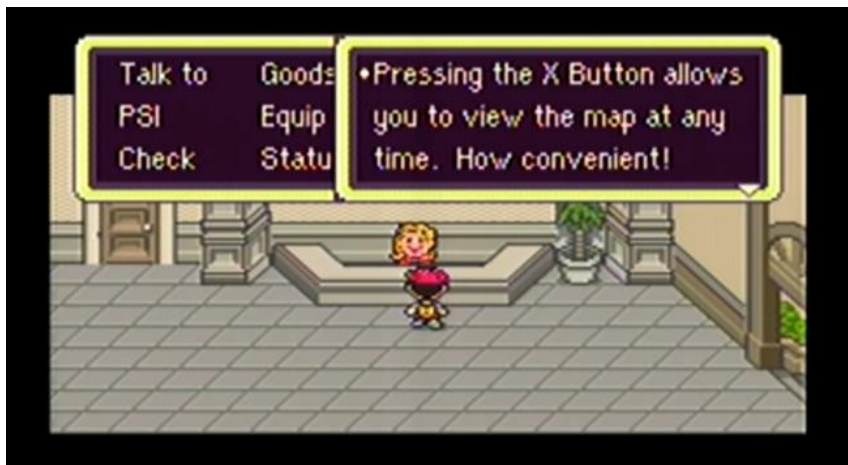 Talk to Goods
PSI Equip
Check Statu
•Pressing the X Button allows
you to view the map at any
time. How convenient!